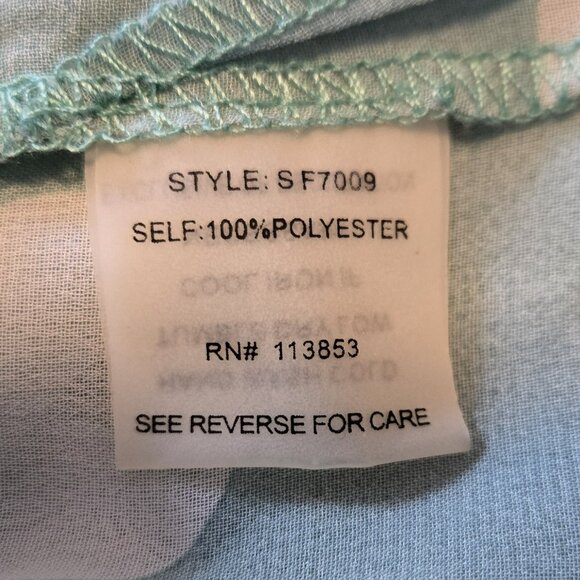 STYLE: S F7009
SELF:100%POLYESTER
RN# 113853
SEE REVERSE FOR CARE